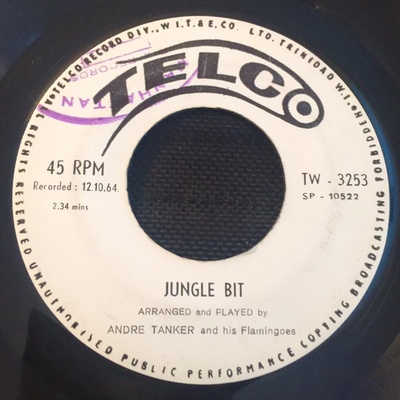 TELCO RECORD DIV., W.I.T. & E. CO. LTD. TRINIDAD W.I.
TELCO
RECORDS
45 RPM
Recorded : 12.10.64.
2.34 mins
TW - 3253
SP - 10522
JUNGLE BIT
ARRANGED and PLAYED by
ANDRE TANKER and his Flamingoes
RIGHTS RESERVED UNAUTHORISED PUBLIC PERFORMANCE COPYING BROADCASTING FORBIDDEN